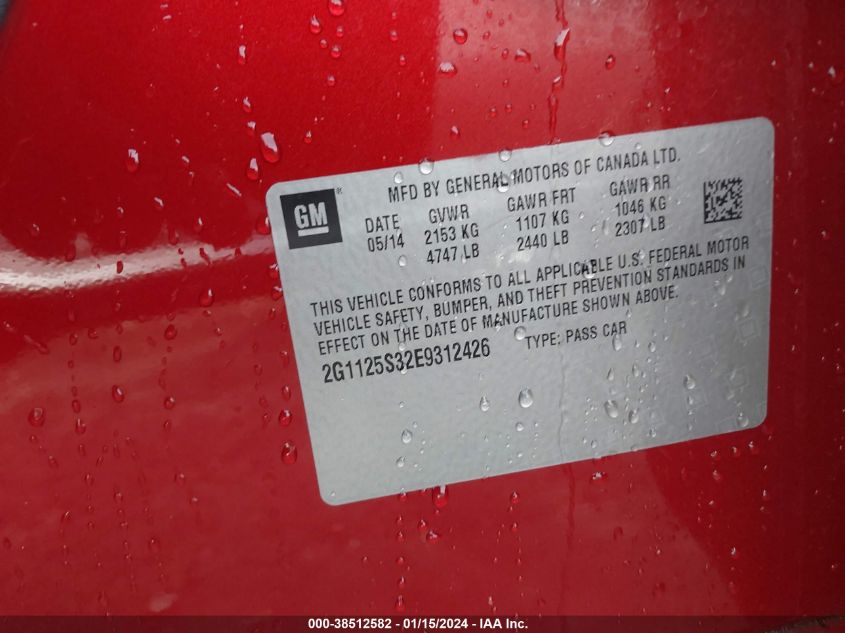 GM
MFD BY GENERAL MOTORS OF CANADA LTD.
DATE GVWR GAWR FRT GAWR RR
05/14 2153 KG 1107 KG 1046 KG
4747 LB 2440 LB 2307 LB
THIS VEHICLE CONFORMS TO ALL APPLICABLE U.S. FEDERAL MOTOR
VEHICLE SAFETY, BUMPER, AND THEFT PREVENTION STANDARDS IN
EFFECT ON THE DATE OF MANUFACTURE SHOWN ABOVE.
2G1125S32E9312426 TYPE: PASS CAR
000-38512582 - 01/15/2024 - IAA Inc.